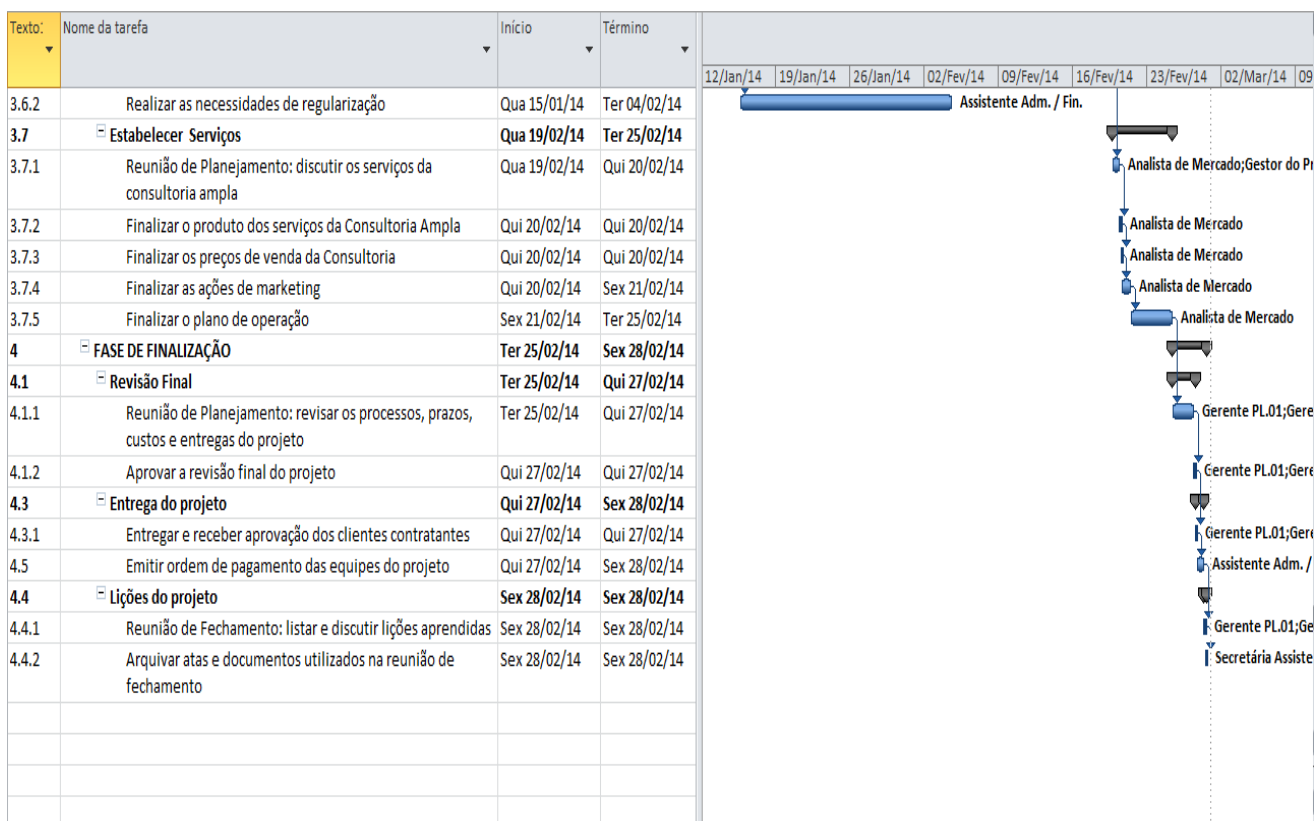 Texto: Nome da tarefa Início Término
12/Jan/14 19/Jan/14 26/Jan/14 02/Fev/14 09/Fev/14 16/Fev/14 23/Fev/14 02/Mar/14 09
3.6.2 Realizar as necessidades de regularização Qua 15/01/14 Ter 04/02/14 Assistente Adm. / Fin.
3.7 Estabelecer Serviços Qua 19/02/14 Ter 25/02/14
3.7.1 Reunião de Planejamento: discutir os serviços da Qua 19/02/14 Qui 20/02/14 Analista de Mercado;Gestor do Pr
consultoria ampla
3.7.2 Finalizar o produto dos serviços da Consultoria Ampla Qui 20/02/14 Qui 20/02/14 Analista de Mercado
3.7.3 Finalizar os preços de venda da Consultoria Qui 20/02/14 Qui 20/02/14 Analista de Mercado
3.7.4 Finalizar as ações de marketing Qui 20/02/14 Sex 21/02/14 Analista de Mercado
3.7.5 Finalizar o plano de operação Sex 21/02/14 Ter 25/02/14 Analista de Mercado
4 FASE DE FINALIZAÇÃO Ter 25/02/14 Sex 28/02/14
4.1 Revisão Final Ter 25/02/14 Qui 27/02/14
4.1.1 Reunião de Planejamento: revisar os processos, prazos, Ter 25/02/14 Qui 27/02/14 Gerente PL.01;Gere
custos e entregas do projeto
4.1.2 Aprovar a revisão final do projeto Qui 27/02/14 Qui 27/02/14 Gerente PL.01;Gere
4.3 Entrega do projeto Qui 27/02/14 Sex 28/02/14
4.3.1 Entregar e receber aprovação dos clientes contratantes Qui 27/02/14 Qui 27/02/14 Gerente PL.01;Gere
4.5 Emitir ordem de pagamento das equipes do projeto Qui 27/02/14 Sex 28/02/14 Assistente Adm. /
4.4 Lições do projeto Sex 28/02/14 Sex 28/02/14
4.4.1 Reunião de Fechamento: listar e discutir lições aprendidas Sex 28/02/14 Sex 28/02/14 Gerente PL.01;Ge
4.4.2 Arquivar atas e documentos utilizados na reunião de Sex 28/02/14 Sex 28/02/14 Secretária Assiste
fechamento